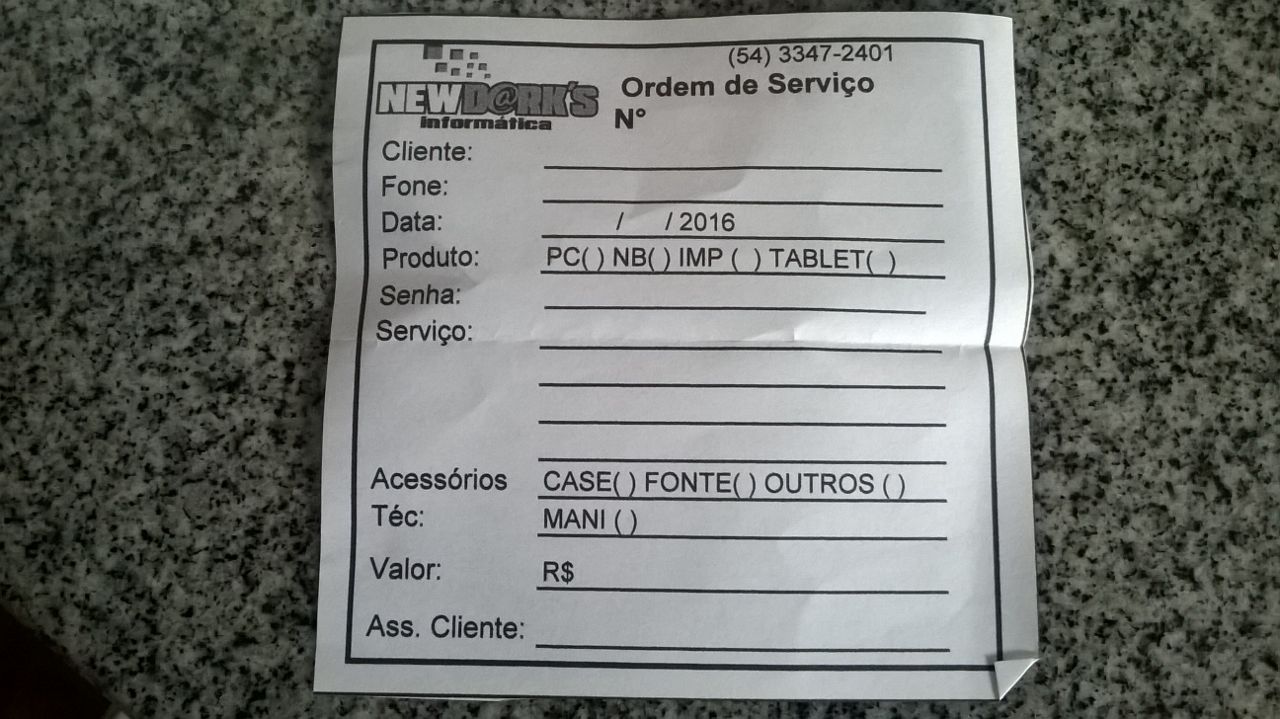 (54) 3347-2401
NEWD@RK'S
informática
Ordem de Serviço
Nº
Cliente:
Fone:
Data: / / 2016
Produto: PC( ) NB( ) IMP ( ) TABLET( )
Senha:
Serviço:
Acessórios CASE( ) FONTE( ) OUTROS ( )
Téc: MANI ( )
Valor: R$
Ass. Cliente: